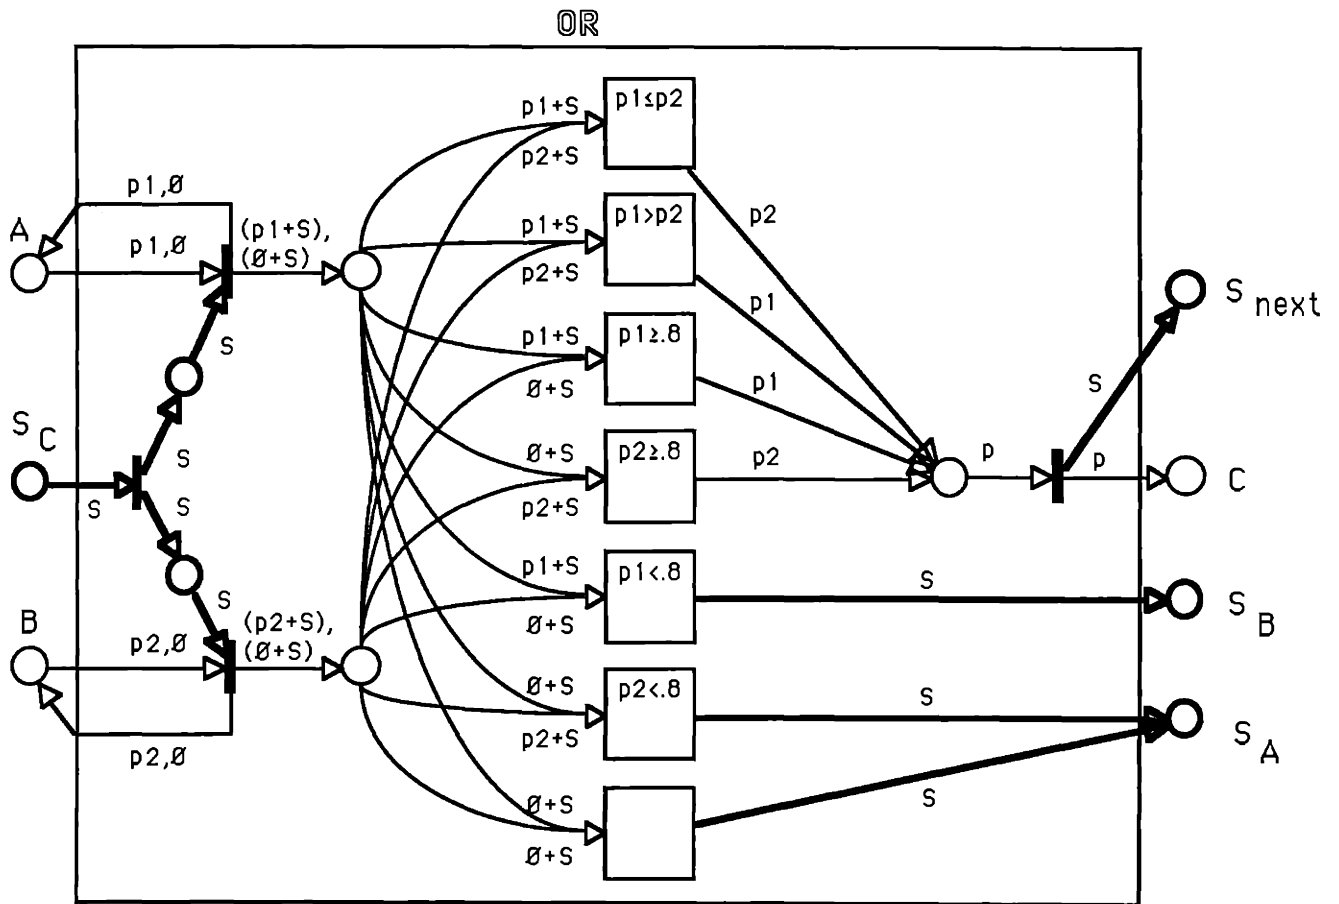 OR
p1+S
p1≤p2
p2+S
p1,Ø
A
p1,Ø
(p1+S),
(Ø+S)
p1+S
p1>p2
p2+S
p2
p1
S next
S
p1+S
p1≥.8
Ø+S
p1
S
S C
S
S
S
Ø+S
p2≥.8
p2+S
p2
p
p
C
p1+S
p1<.8
Ø+S
S
S B
S
B
p2,Ø
(p2+S),
(Ø+S)
p2,Ø
Ø+S
p2<.8
p2+S
S
S A
Ø+S
Ø+S
S